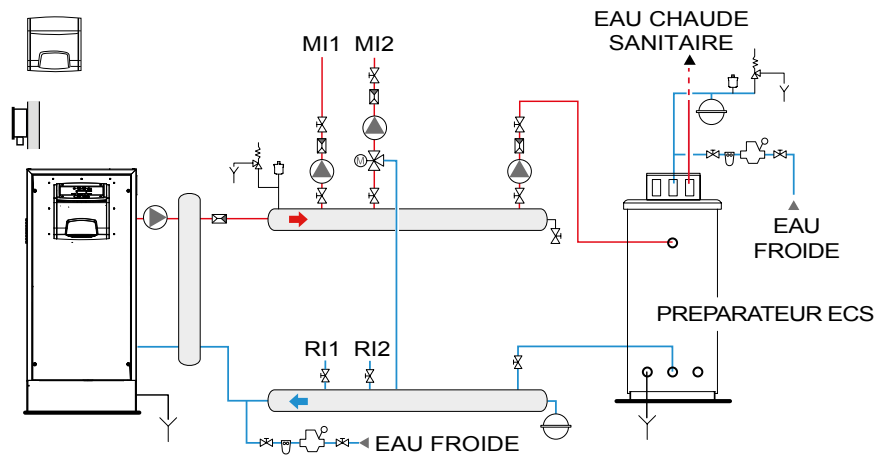 EAU CHAUDE
SANITAIRE
MI1 MI2
M
EAU
FROIDE
PREPARATEUR ECS
RI1 RI2
EAU FROIDE